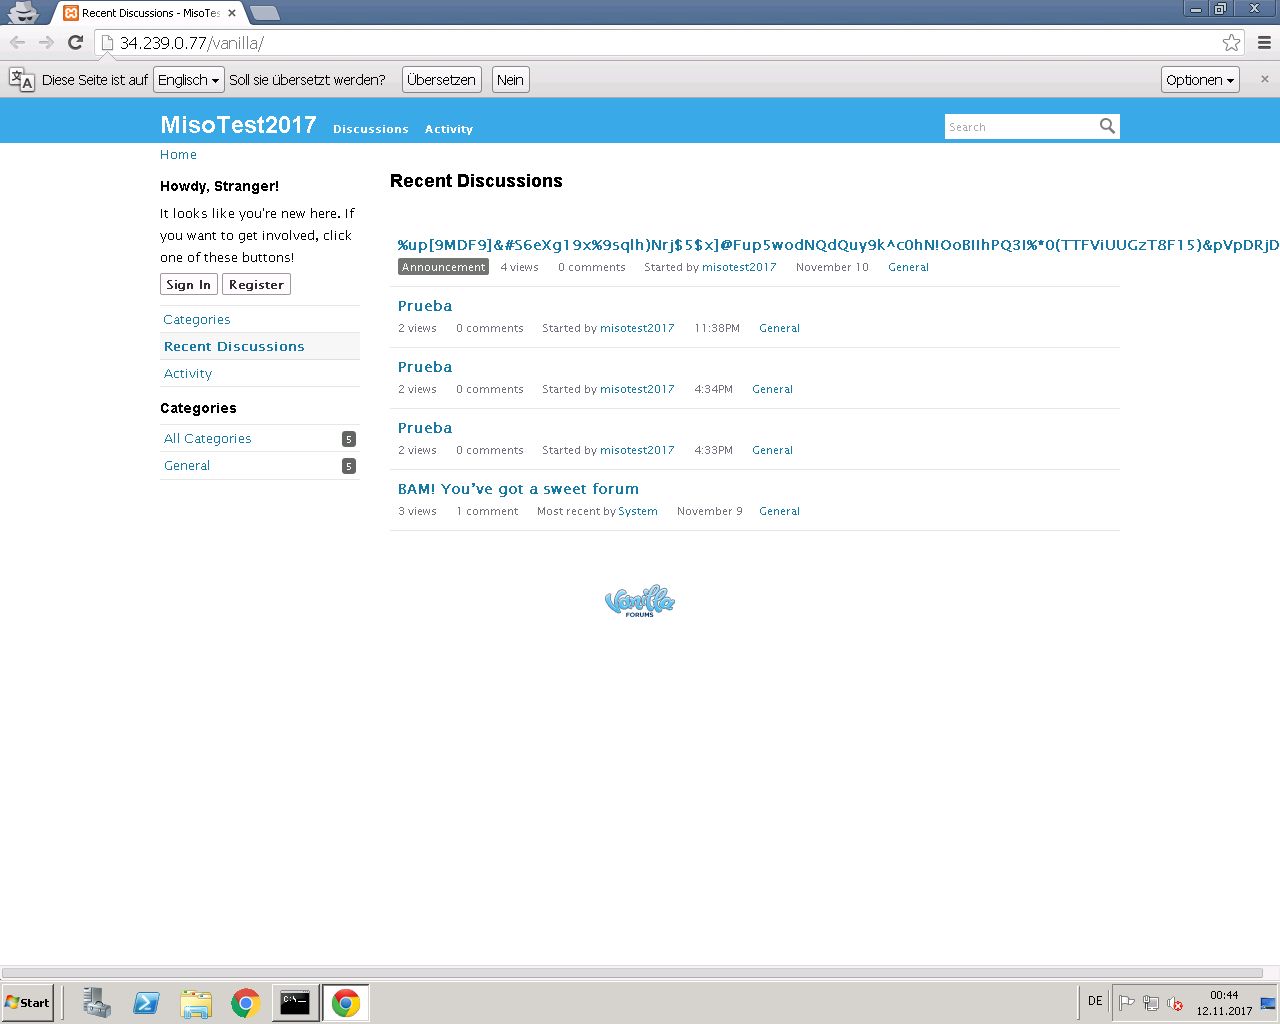 Recent Discussions - MisoTes
34.239.0.77/vanilla/
Diese Seite ist auf Englisch Soll sie übersetzt werden? Übersetzen Nein Optionen
MisoTest2017 Discussions Activity Search
Home
Howdy, Stranger!
It looks like you're new here. If
you want to get involved, click
one of these buttons!
Sign In Register
Categories
Recent Discussions
Activity
Categories
All Categories 5
General 5
Recent Discussions
%up[9MDF9]&#S6eXg19x%9sqlh)Nrj$5$x]@Fup5wodNQdQuy9k^c0hN!OoBIIhPQ3I%*0(TTFViUUGzT8F15)&pVpDRjD
Announcement 4 views 0 comments Started by misotest2017 November 10 General
Prueba
2 views 0 comments Started by misotest2017 11:38PM General
Prueba
2 views 0 comments Started by misotest2017 4:34PM General
Prueba
2 views 0 comments Started by misotest2017 4:33PM General
BAM! You've got a sweet forum
3 views 1 comment Most recent by System November 9 General
Vanilla
FORUMS
Start DE 00:44
12.11.2017